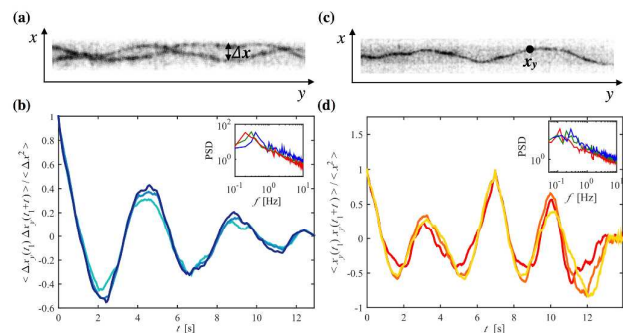 (a)
x
Δx
y
(c)
x
x_y
y
(b)
<Δx_y(t_1) Δx_y(t_1+t)>/<Δx^2>
1
0.8
0.6
0.4
0.2
0
-0.2
-0.4
-0.6
0 2 4 6 8 10 12
t [s]
PSD
10^2
10^0
10^-1 10^0 10^1
f [Hz]
(d)
<x_y(t_1) x_y(t_1+t)>/<x^2>
1.5
1
0.5
0
-0.5
-1
0 2 4 6 8 10 12
t [s]
PSD
10^0
10^-1 10^0 10^1
f [Hz]